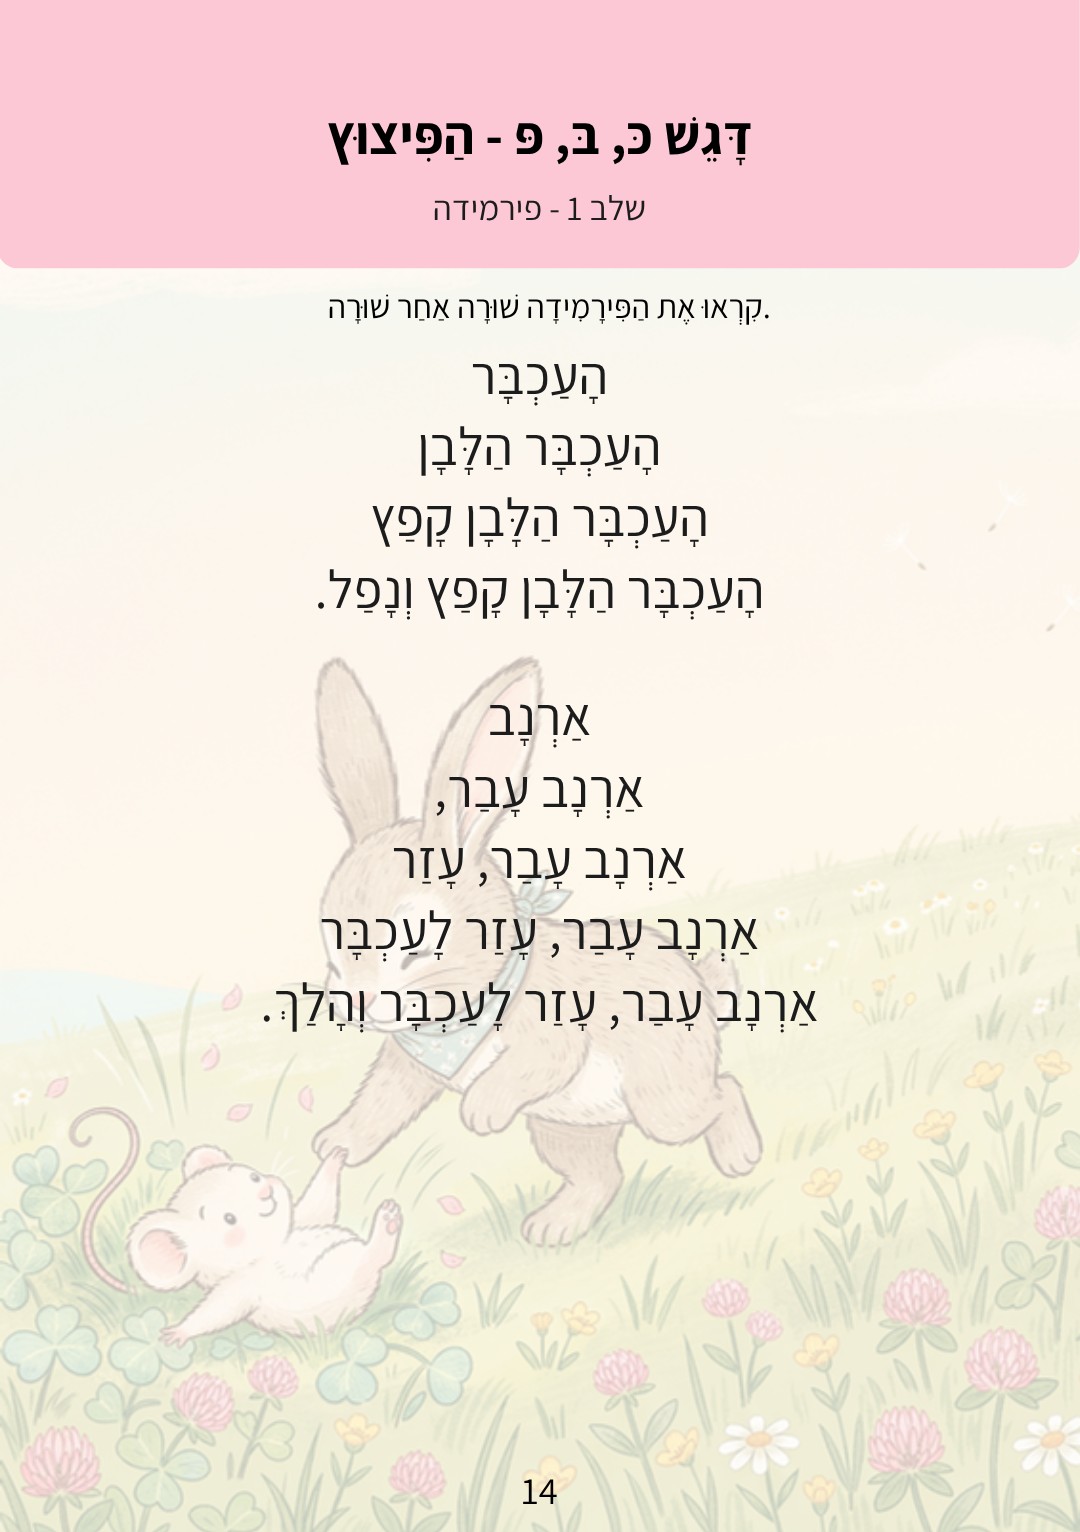 דָּגֵשׁ כּ, בּ, פּ - הַפִּיצוּץ
שלב 1 - פירמידה
קִרְאוּ אֶת הַפִּירָמִידָה שׁוּרָה אַחַר שׁוּרָה.
הָעַכְבָּר
הָעַכְבָּר הַלָּבָן
הָעַכְבָּר הַלָּבָן קָפַץ
הָעַכְבָּר הַלָּבָן קָפַץ וְנָפַל.
אַרְנָב
אַרְנָב עָבַר,
אַרְנָב עָבַר, עָזַר
אַרְנָב עָבַר, עָזַר לָעַכְבָּר
אַרְנָב עָבַר, עָזַר לָעַכְבָּר וְהָלַךְ.
14